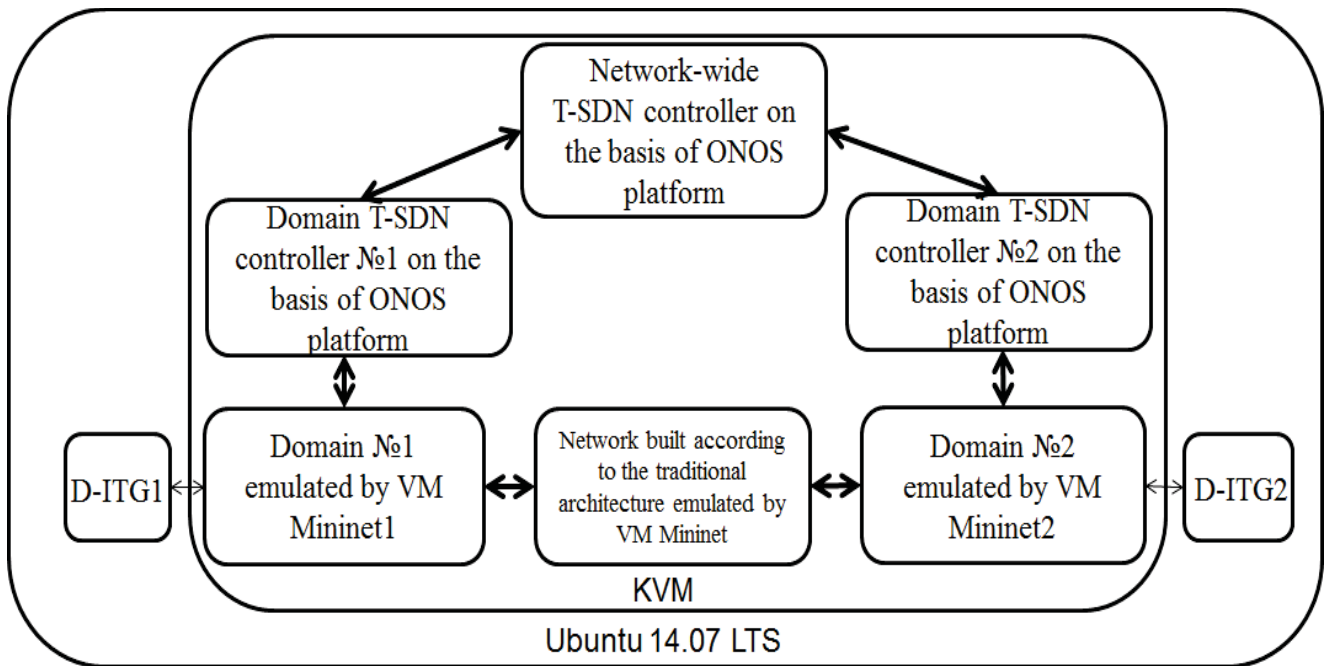 Network-wide
T-SDN controller on
the basis of ONOS
platform
Domain T-SDN
controller №1 on the
basis of ONOS
platform
Domain T-SDN
controller №2 on the
basis of ONOS
platform
D-ITG1
Domain №1
emulated by VM
Mininet1
Network built according
to the traditional
architecture emulated by
VM Mininet
Domain №2
emulated by VM
Mininet2
D-ITG2
KVM
Ubuntu 14.07 LTS